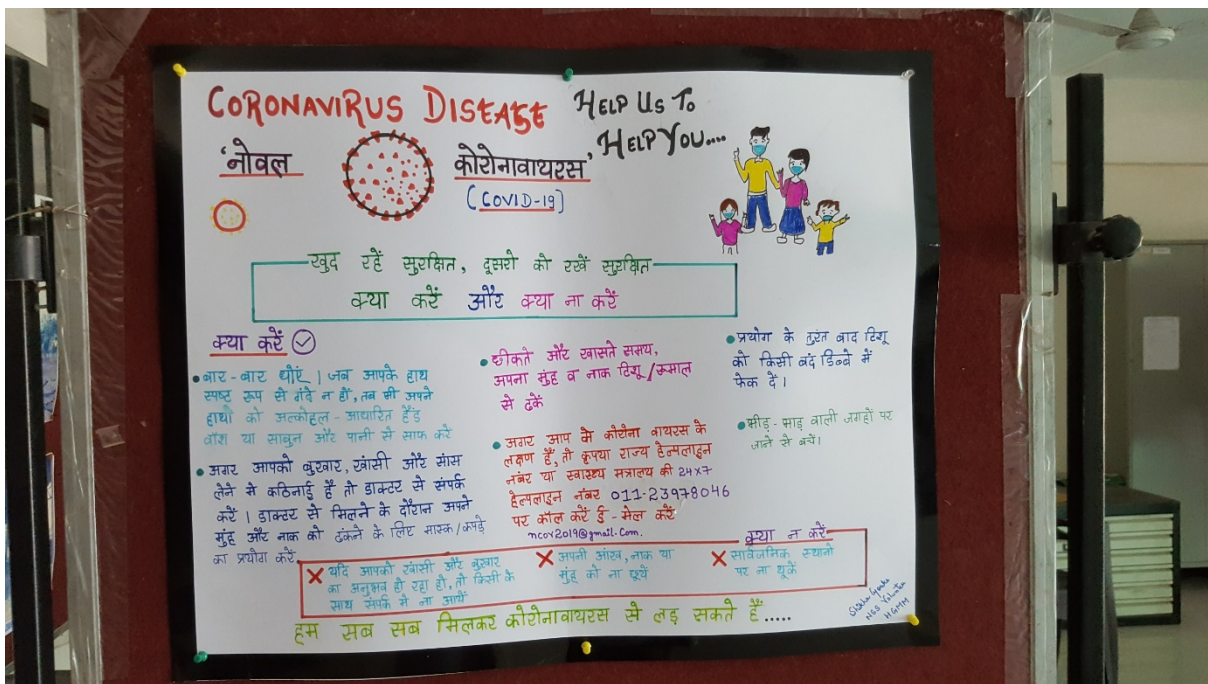 CORONAVIRUS DISEASE
HELP US TO
HELP YOU....
'नोवल कोरोनावायरस'
(COVID-19)
खुद रहें सुरक्षित, दूसरो को रखें सुरक्षित
क्या करें और क्या ना करें
क्या करें
बार-बार धोएं। जब आपके हाथ
स्पष्ट रूप से गंदे न हों, तब भी अपने
हाथों को अल्कोहल-आधारित हैंड
वॉश या साबुन और पानी से साफ करें
अगर आपको बुखार, खांसी और सांस
लेने में कठिनाई है तो डाक्टर से संपर्क
करें। डाक्टर से मिलने के दौरान अपने
मुंह और नाक को ढंकने के लिए मास्क/कपड़े
का प्रयोग करें
छीकते और खासते समय,
अपना मुंह व नाक टिशू/रूमाल
से ढकें
अगर आप में कोरोना वायरस के
लक्षण हैं, तो कृपया राज्य हेल्पलाइन
नंबर या स्वास्थ्य मंत्रालय की 24x7
हेल्पलाइन नंबर 011-23978046
पर कॉल करें ई-मेल करें
ncov2019@gmail.com.
प्रयोग के तुरंत बाद टिशू
को किसी बंद डिब्बे में
फेक दें।
भीड़-भाड़ वाली जगहों पर
जाने से बचें।
क्या न करें
यदि आपको खांसी और बुखार
का अनुभव हो रहा हो, तो किसी के
साथ संपर्क में ना आयें
अपनी आंख, नाक या
मुंह को ना छूयें
सार्वजनिक स्थानो
पर ना थूकें
हम सब सब मिलकर कोरोनावायरस से लड़ सकते हैं.....
NSS
HGMM